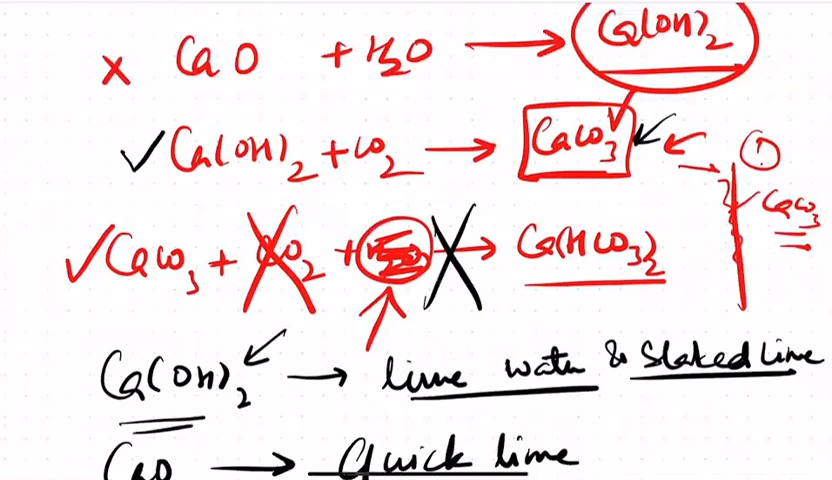 × CaO + H2O → Ca(OH)2
✓ Ca(OH)2 + CO2 → CaCO3
①
CaCO3
✓ CaCO3 + CO2 + → Ca(HCO3)2
Ca(OH)2 → lime water & Slaked Lime
CaO → Quick lime